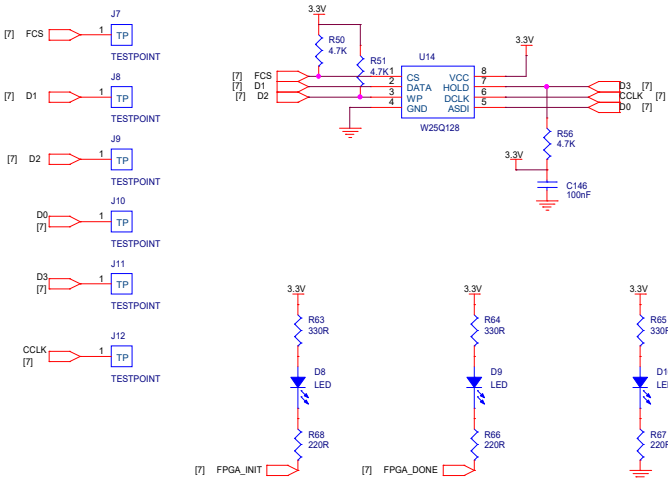 J7
[7] FCS 1 TP
TESTPOINT
J8
[7] D1 1 TP
TESTPOINT
J9
[7] D2 1 TP
TESTPOINT
J10
D0 1 TP
[7]
TESTPOINT
J11
D3 1 TP
[7]
TESTPOINT
J12
CCLK 1 TP
[7]
TESTPOINT
3.3V
R50
4.7K
R51
4.7K
U14
3.3V
[7] FCS 1 CS VCC 8
[7] D1 2 DATA HOLD 7 D3 [7]
[7] D2 3 WP DCLK 6 CCLK [7]
4 GND ASDI 5 D0 [7]
W25Q128
R56
4.7K
3.3V
C146
100nF
3.3V
R63
330R
D8
LED
R68
220R
[7] FPGA_INIT
3.3V
R64
330R
D9
LED
R66
220R
[7] FPGA_DONE
3.3V
R65
330R
R67
220R